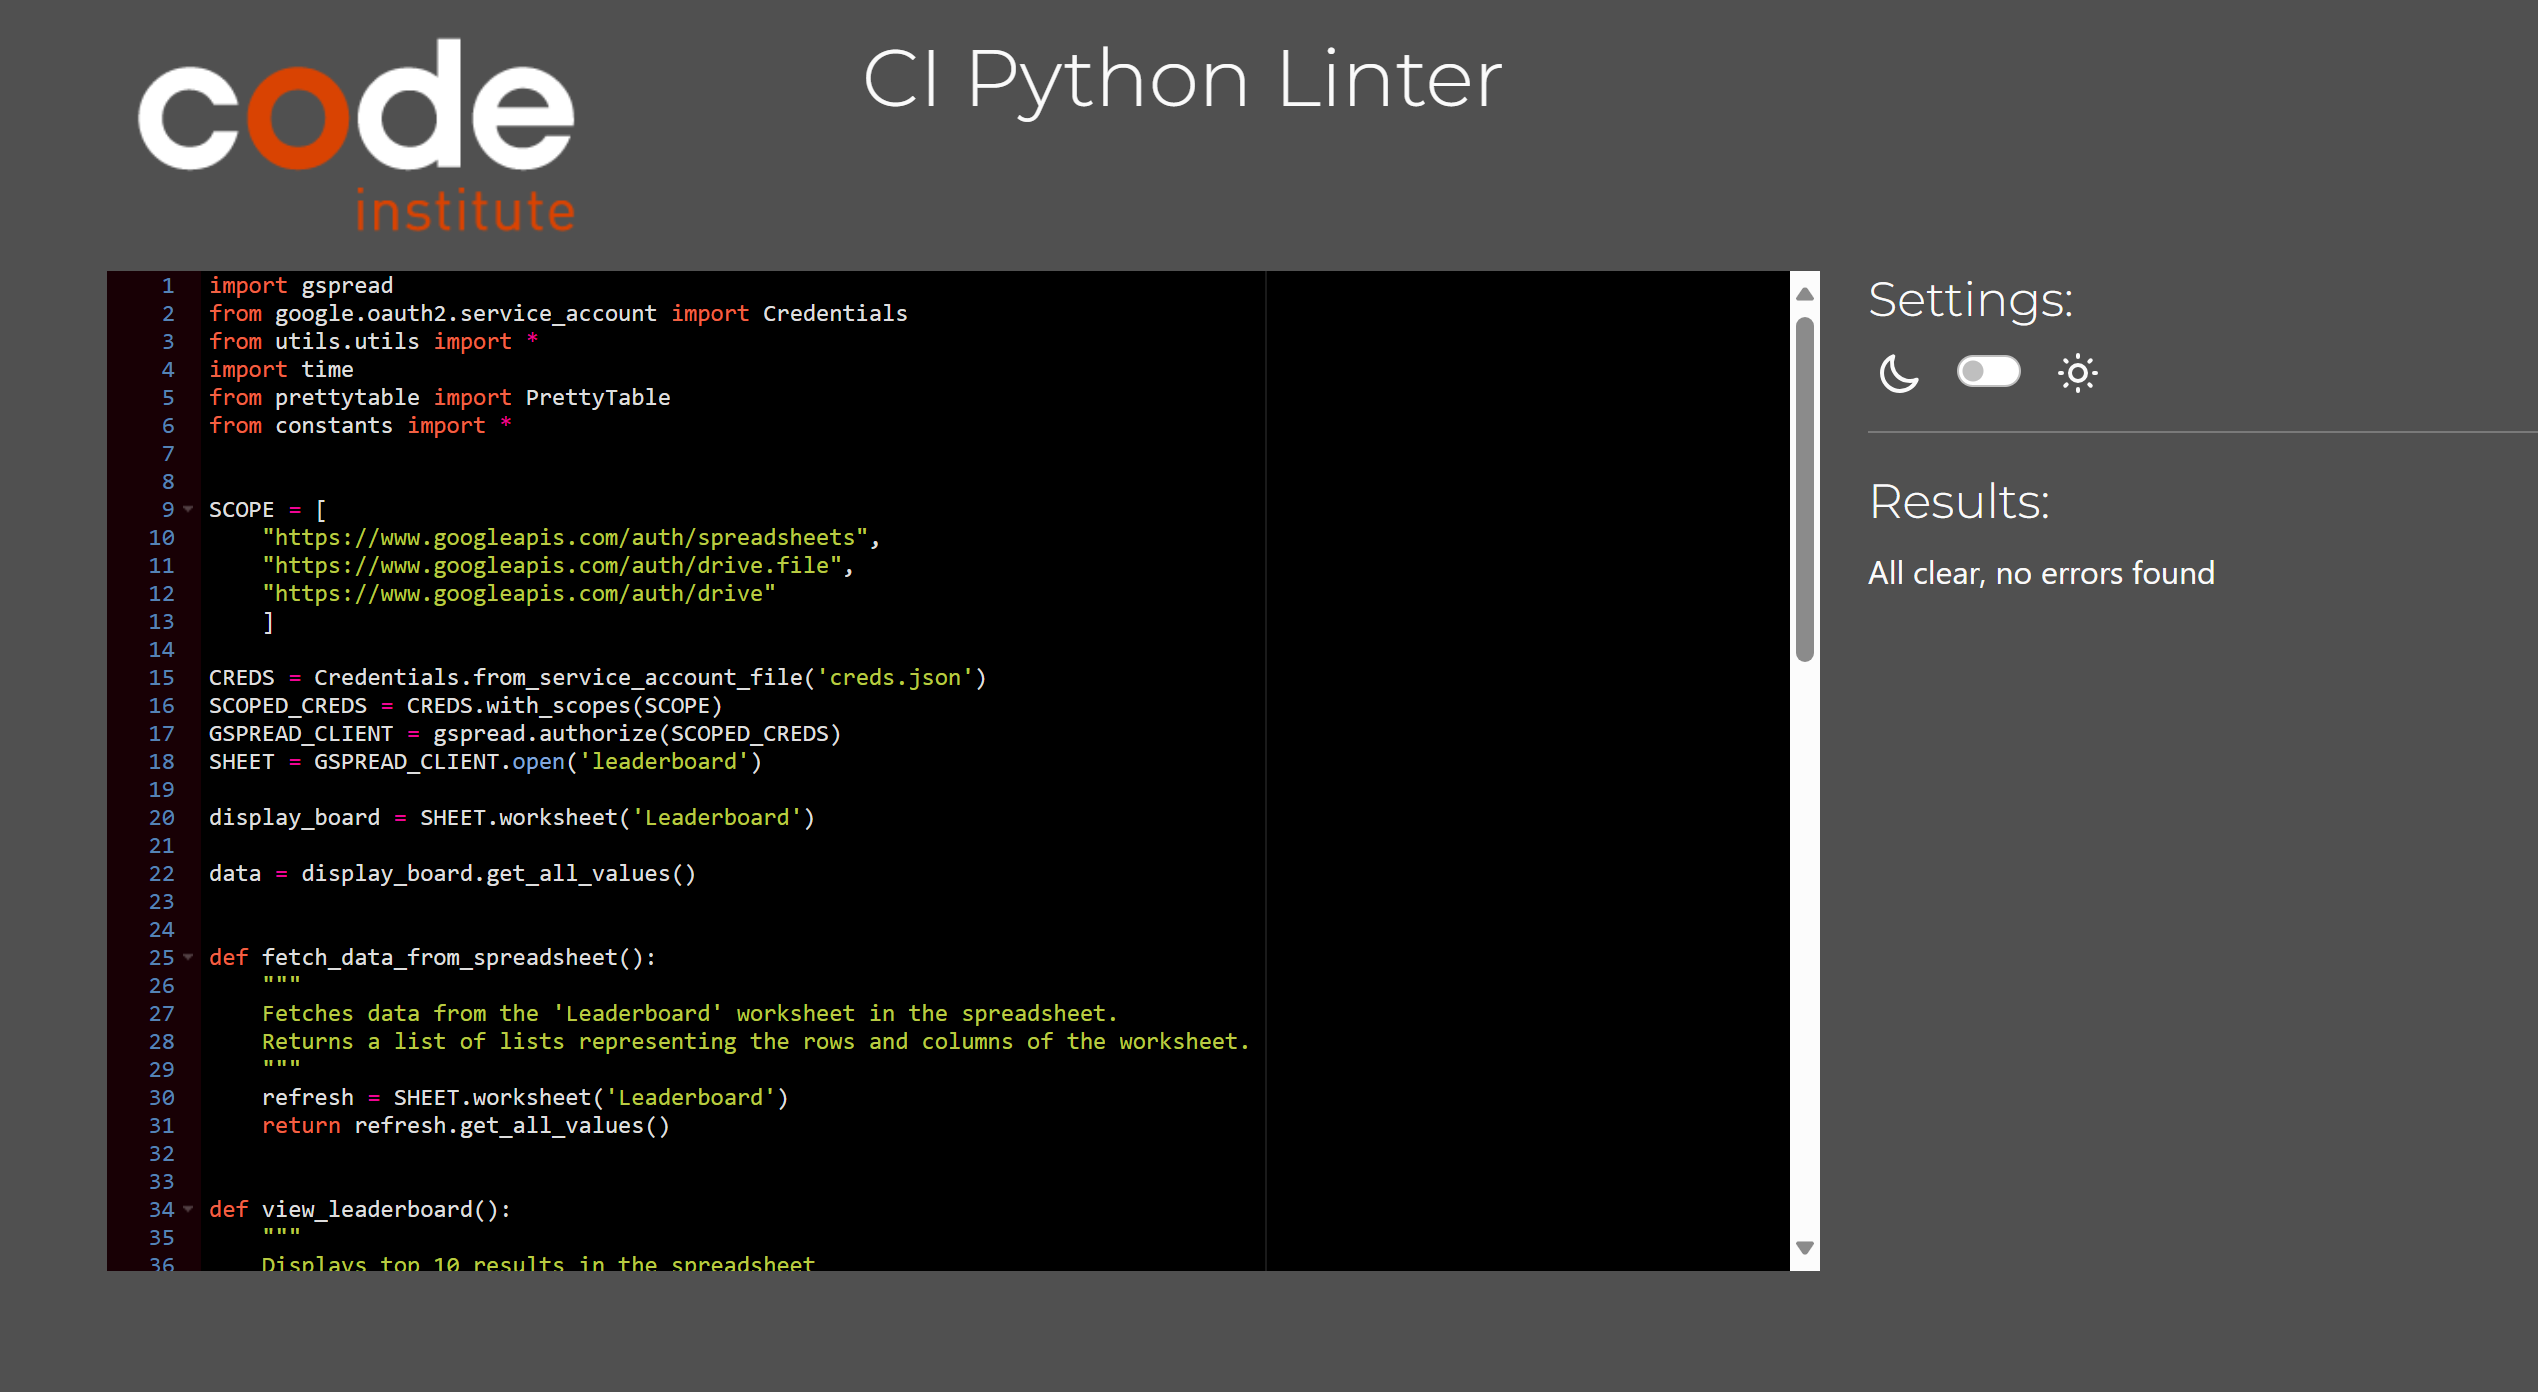 code
institute
CI Python Linter
1 import gspread
2 from google.oauth2.service_account import Credentials
3 from utils.utils import *
4 import time
5 from prettytable import PrettyTable
6 from constants import *
7
8
9 SCOPE = [
10     "https://www.googleapis.com/auth/spreadsheets",
11     "https://www.googleapis.com/auth/drive.file",
12     "https://www.googleapis.com/auth/drive"
13     ]
14
15 CREDS = Credentials.from_service_account_file('creds.json')
16 SCOPED_CREDS = CREDS.with_scopes(SCOPE)
17 GSPREAD_CLIENT = gspread.authorize(SCOPED_CREDS)
18 SHEET = GSPREAD_CLIENT.open('leaderboard')
19
20 display_board = SHEET.worksheet('Leaderboard')
21
22 data = display_board.get_all_values()
23
24
25 def fetch_data_from_spreadsheet():
26     """
27     Fetches data from the 'Leaderboard' worksheet in the spreadsheet.
28     Returns a list of lists representing the rows and columns of the worksheet.
29     """
30     refresh = SHEET.worksheet('Leaderboard')
31     return refresh.get_all_values()
32
33
34 def view_leaderboard():
35     """
36     Displays top 10 results in the spreadsheet
Settings:
Results:
All clear, no errors found